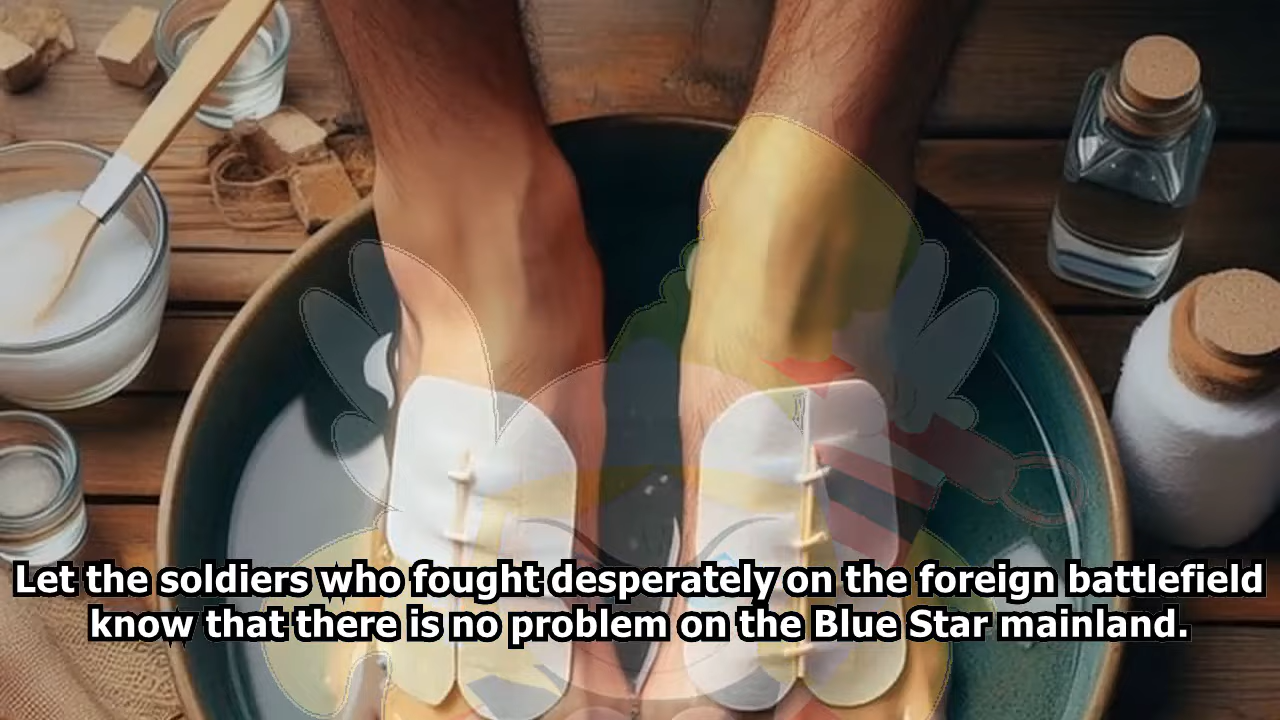 Let the soldiers who fought desperately on the foreign battlefield
know that there is no problem on the Blue Star mainland.